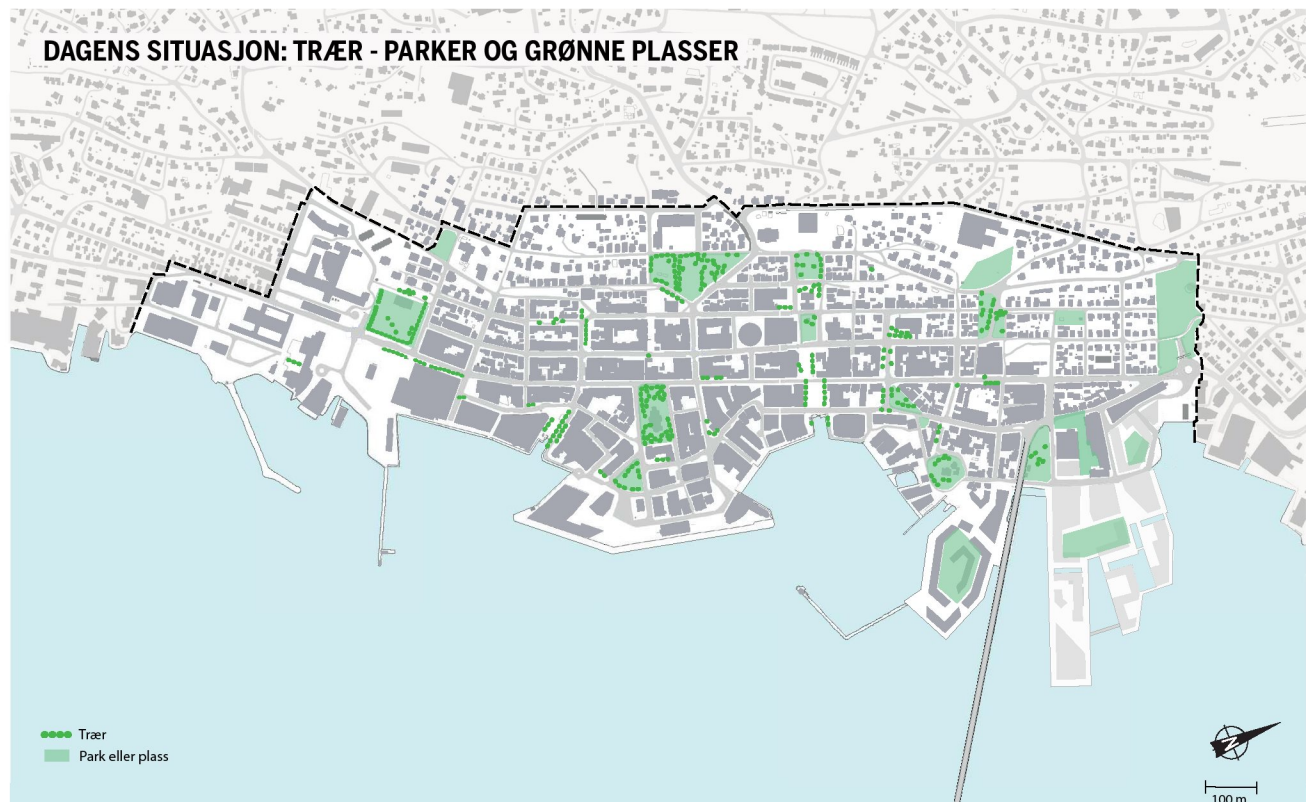 DAGENS SITUASJON: TRÆR - PARKER OG GRØNNE PLASSER
Trær
Park eller plass
N
100 m